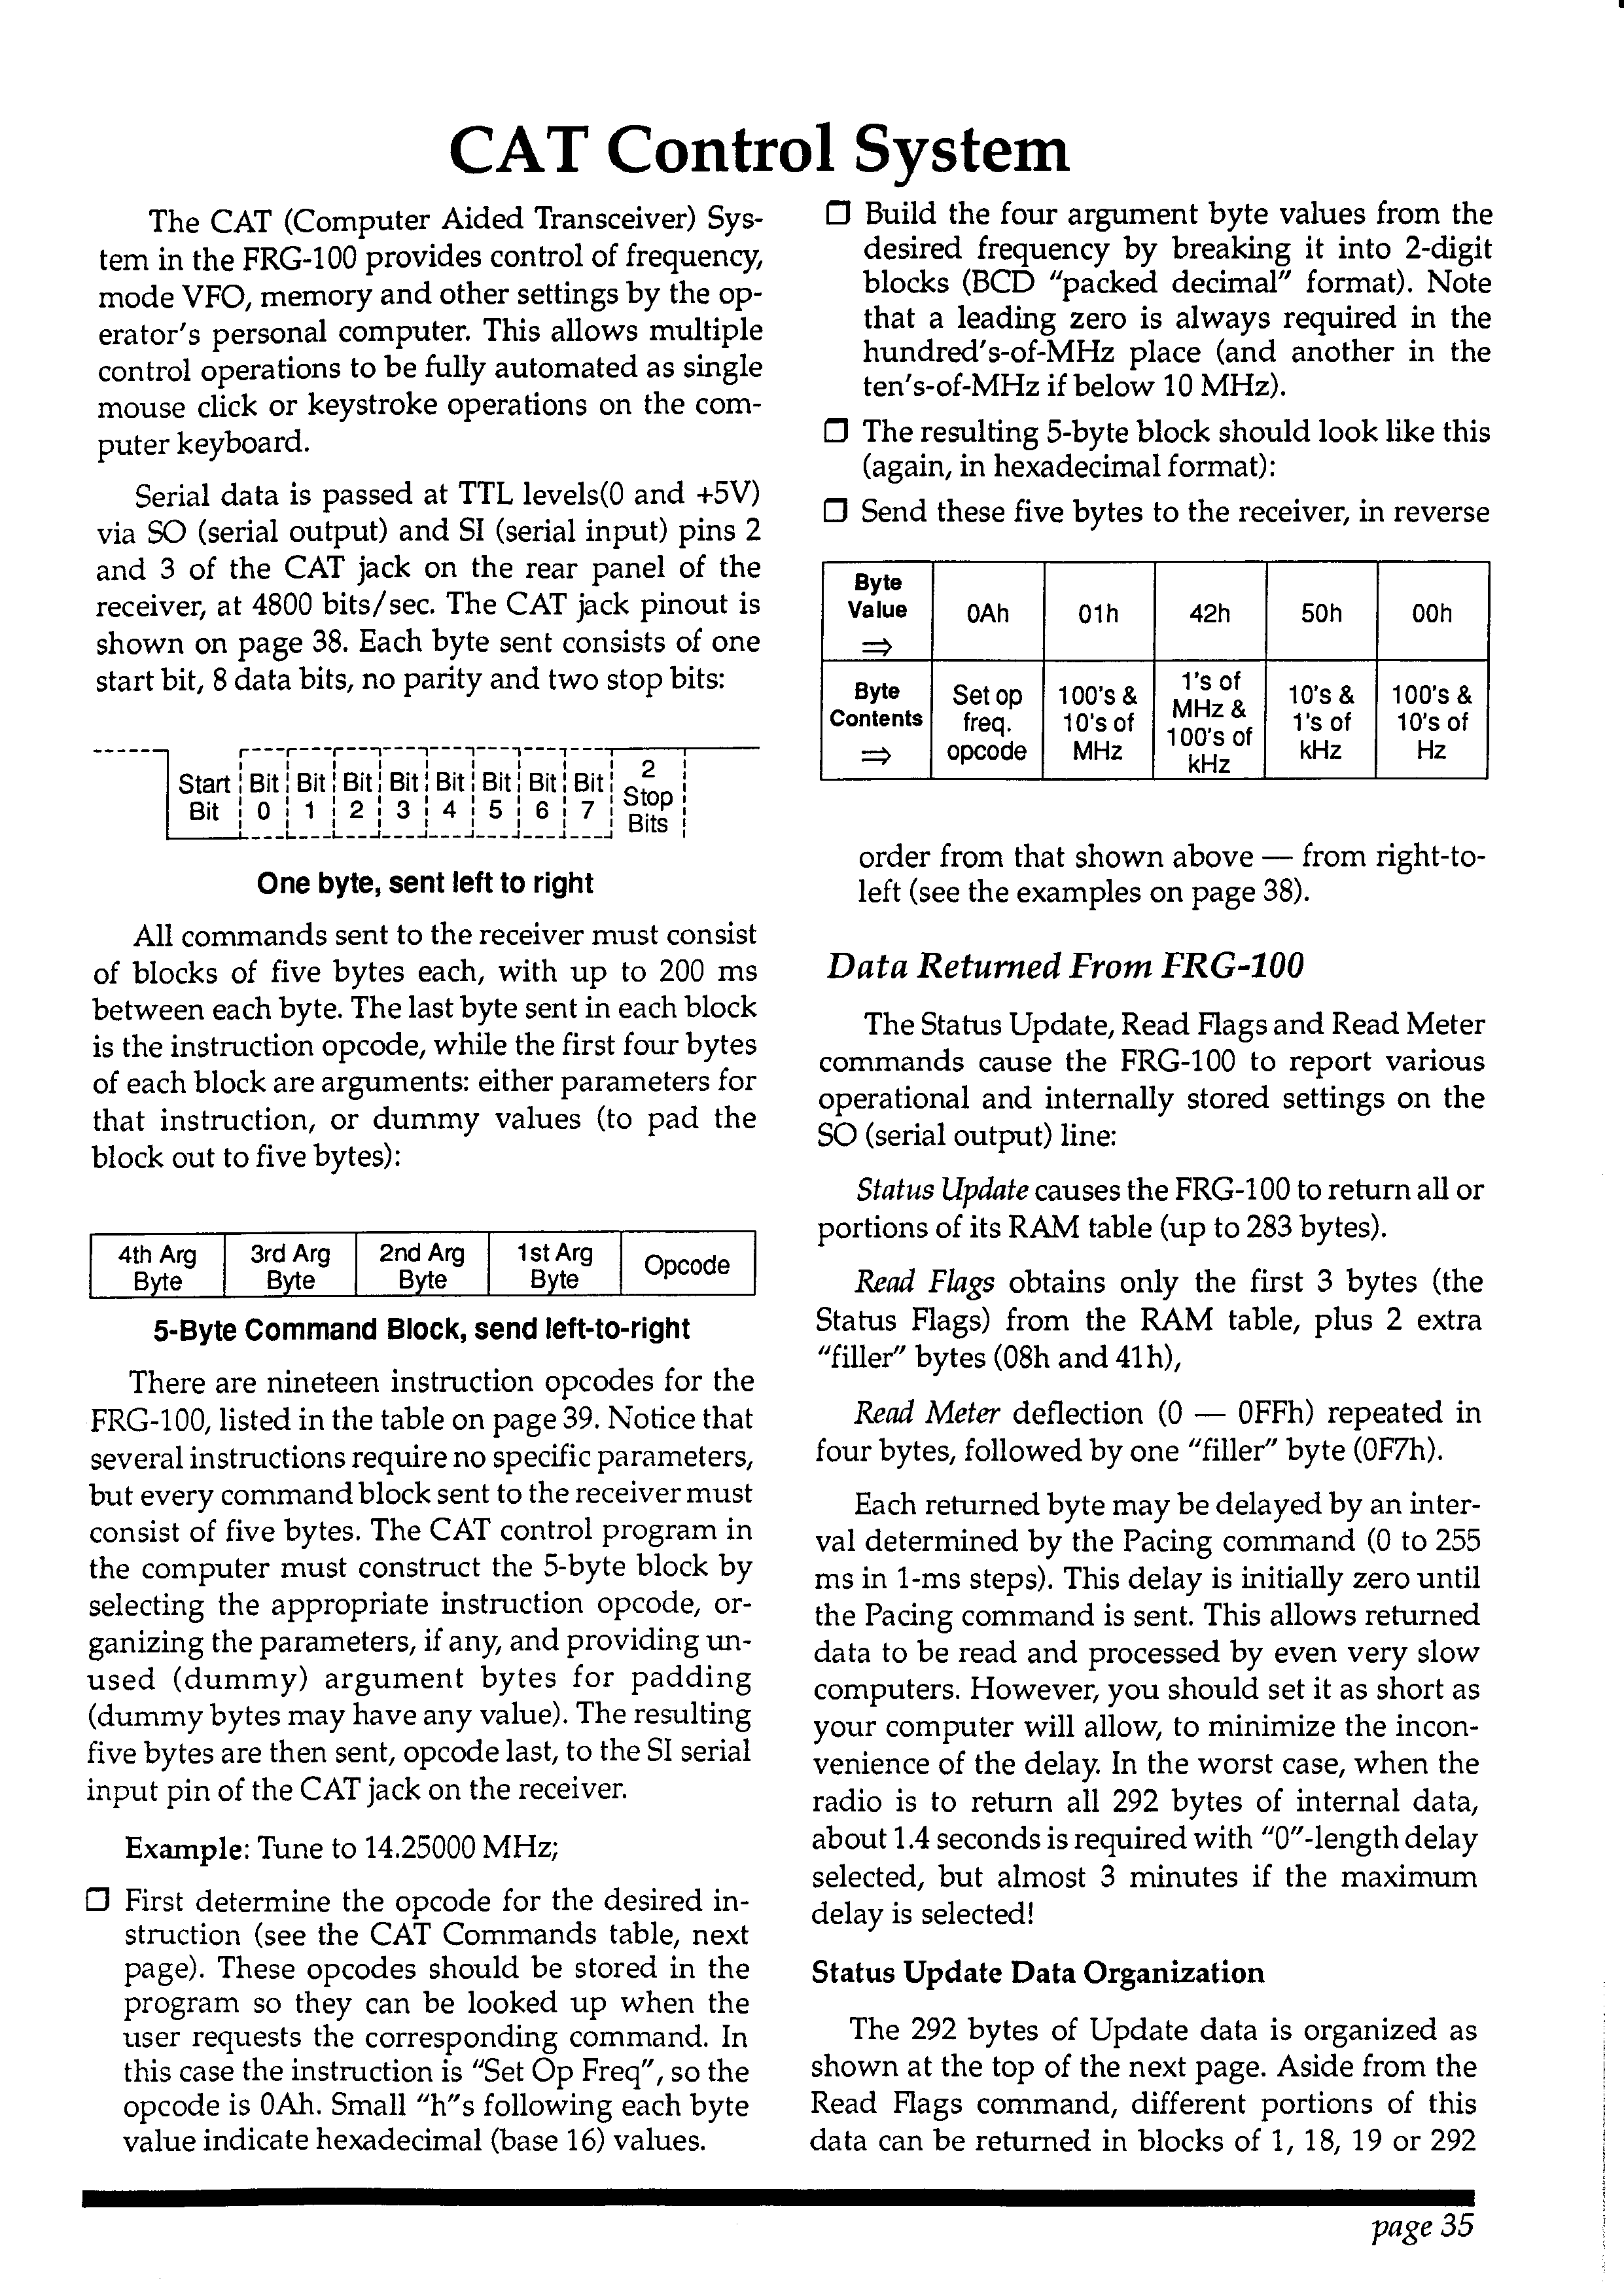 CAT Control System
The CAT (Computer Aided Transceiver) Sys-
tem in the FRG-100 provides control of frequency,
mode VFO, memory and other settings by the op-
erator's personal computer. This allows multiple
control operations to be fully automated as single
mouse click or keystroke operations on the com-
puter keyboard.
Serial data is passed at TTL levels(0 and +5V)
via SO (serial output) and SI (serial input) pins 2
and 3 of the CAT jack on the rear panel of the
receiver, at 4800 bits/sec. The CAT jack pinout is
shown on page 38. Each byte sent consists of one
start bit, 8 data bits, no parity and two stop bits:
Start Bit Bit Bit Bit Bit Bit Bit Bit 2
Bit 0 1 2 3 4 5 6 7 Stop
Bits
One byte, sent left to right
All commands sent to the receiver must consist
of blocks of five bytes each, with up to 200 ms
between each byte. The last byte sent in each block
is the instruction opcode, while the first four bytes
of each block are arguments: either parameters for
that instruction, or dummy values (to pad the
block out to five bytes):
4th Arg 3rd Arg 2nd Arg 1st Arg Opcode
Byte Byte Byte Byte
5-Byte Command Block, send left-to-right
There are nineteen instruction opcodes for the
FRG-100, listed in the table on page 39. Notice that
several instructions require no specific parameters,
but every command block sent to the receiver must
consist of five bytes. The CAT control program in
the computer must construct the 5-byte block by
selecting the appropriate instruction opcode, or-
ganizing the parameters, if any, and providing un-
used (dummy) argument bytes for padding
(dummy bytes may have any value). The resulting
five bytes are then sent, opcode last, to the SI serial
input pin of the CAT jack on the receiver.
Example: Tune to 14.25000 MHz;
❒ First determine the opcode for the desired in-
struction (see the CAT Commands table, next
page). These opcodes should be stored in the
program so they can be looked up when the
user requests the corresponding command. In
this case the instruction is "Set Op Freq", so the
opcode is 0Ah. Small "h"s following each byte
value indicate hexadecimal (base 16) values.
❒ Build the four argument byte values from the
desired frequency by breaking it into 2-digit
blocks (BCD "packed decimal" format). Note
that a leading zero is always required in the
hundred's-of-MHz place (and another in the
ten's-of-MHz if below 10 MHz).
❒ The resulting 5-byte block should look like this
(again, in hexadecimal format):
❒ Send these five bytes to the receiver, in reverse
Byte
Value 0Ah 01h 42h 50h 00h
⇒
Byte Set op 100's & 1's of 10's & 100's &
Contents freq. 10's of MHz & 1's of 10's of
⇒ opcode MHz 100's of kHz Hz
kHz
order from that shown above — from right-to-
left (see the examples on page 38).
Data Returned From FRG-100
The Status Update, Read Flags and Read Meter
commands cause the FRG-100 to report various
operational and internally stored settings on the
SO (serial output) line:
Status Update causes the FRG-100 to return all or
portions of its RAM table (up to 283 bytes).
Read Flags obtains only the first 3 bytes (the
Status Flags) from the RAM table, plus 2 extra
"filler" bytes (08h and 41h),
Read Meter deflection (0 — 0FFh) repeated in
four bytes, followed by one "filler" byte (0F7h).
Each returned byte may be delayed by an inter-
val determined by the Pacing command (0 to 255
ms in 1-ms steps). This delay is initially zero until
the Pacing command is sent. This allows returned
data to be read and processed by even very slow
computers. However, you should set it as short as
your computer will allow, to minimize the incon-
venience of the delay. In the worst case, when the
radio is to return all 292 bytes of internal data,
about 1.4 seconds is required with "0"-length delay
selected, but almost 3 minutes if the maximum
delay is selected!
Status Update Data Organization
The 292 bytes of Update data is organized as
shown at the top of the next page. Aside from the
Read Flags command, different portions of this
data can be returned in blocks of 1, 18, 19 or 292
page 35